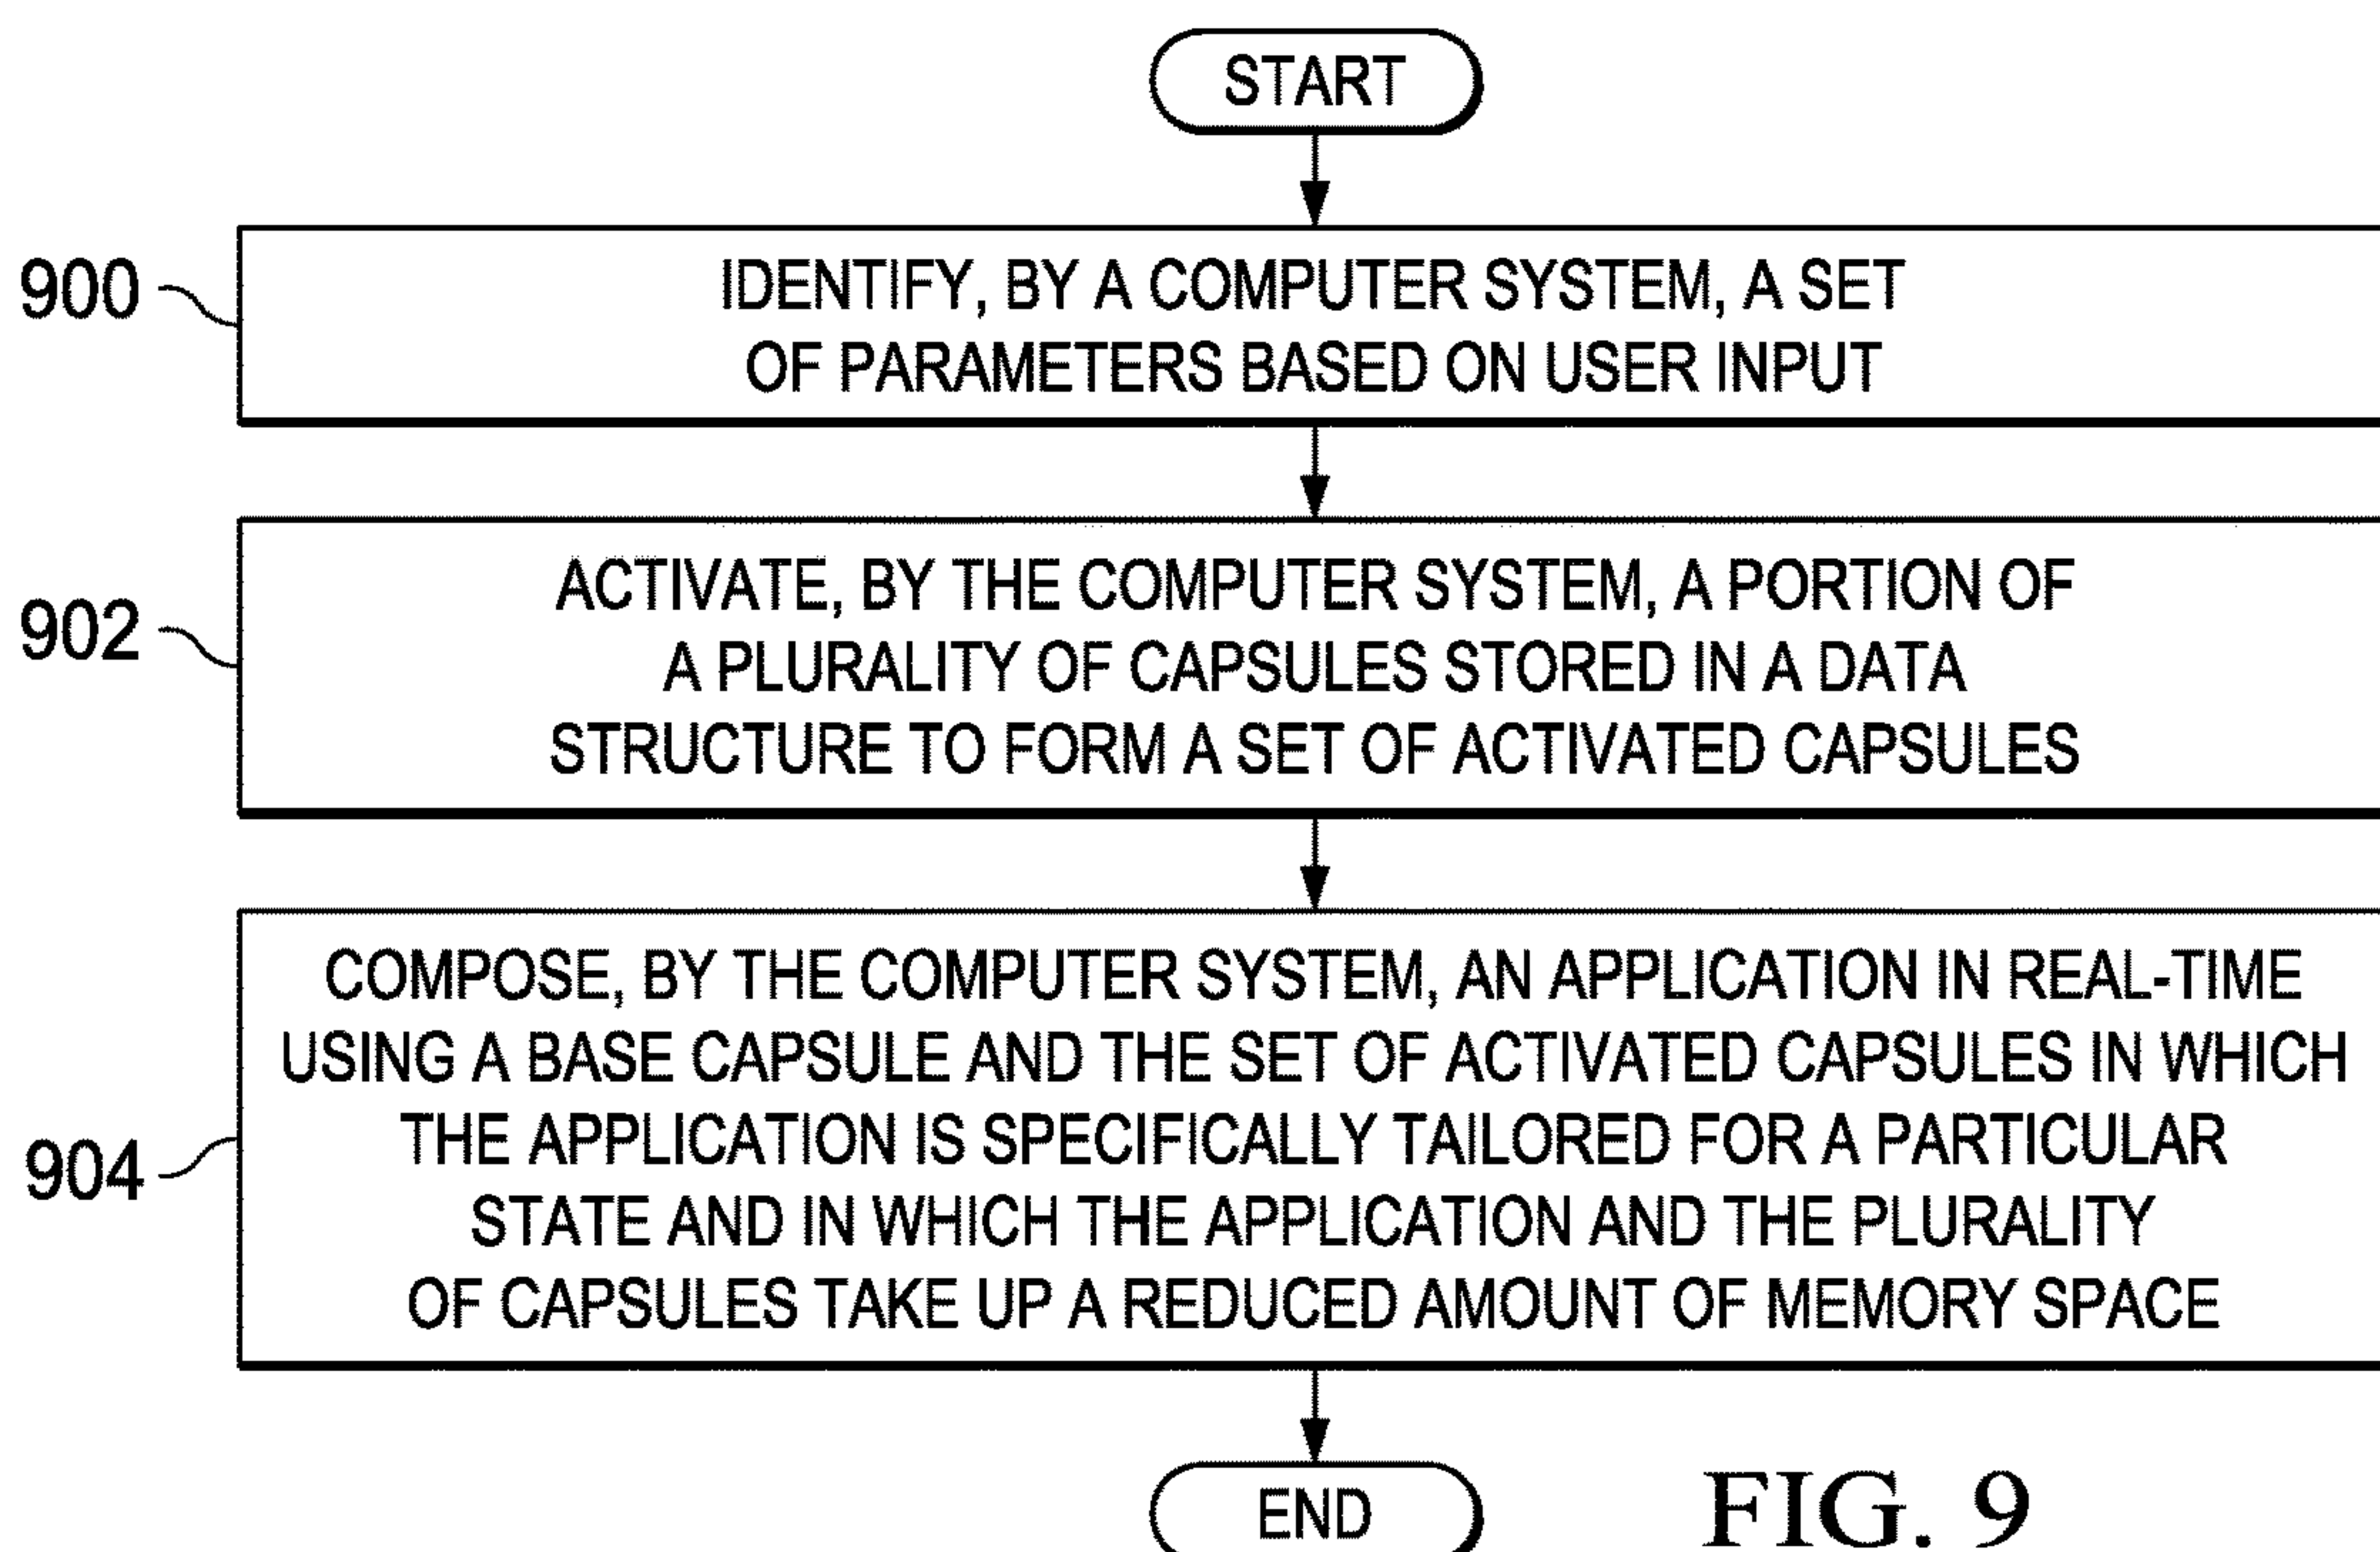 START
900
IDENTIFY, BY A COMPUTER SYSTEM, A SET
OF PARAMETERS BASED ON USER INPUT
902
ACTIVATE, BY THE COMPUTER SYSTEM, A PORTION OF
A PLURALITY OF CAPSULES STORED IN A DATA
STRUCTURE TO FORM A SET OF ACTIVATED CAPSULES
904
COMPOSE, BY THE COMPUTER SYSTEM, AN APPLICATION IN REAL-TIME
USING A BASE CAPSULE AND THE SET OF ACTIVATED CAPSULES IN WHICH
THE APPLICATION IS SPECIFICALLY TAILORED FOR A PARTICULAR
STATE AND IN WHICH THE APPLICATION AND THE PLURALITY
OF CAPSULES TAKE UP A REDUCED AMOUNT OF MEMORY SPACE
END
FIG. 9